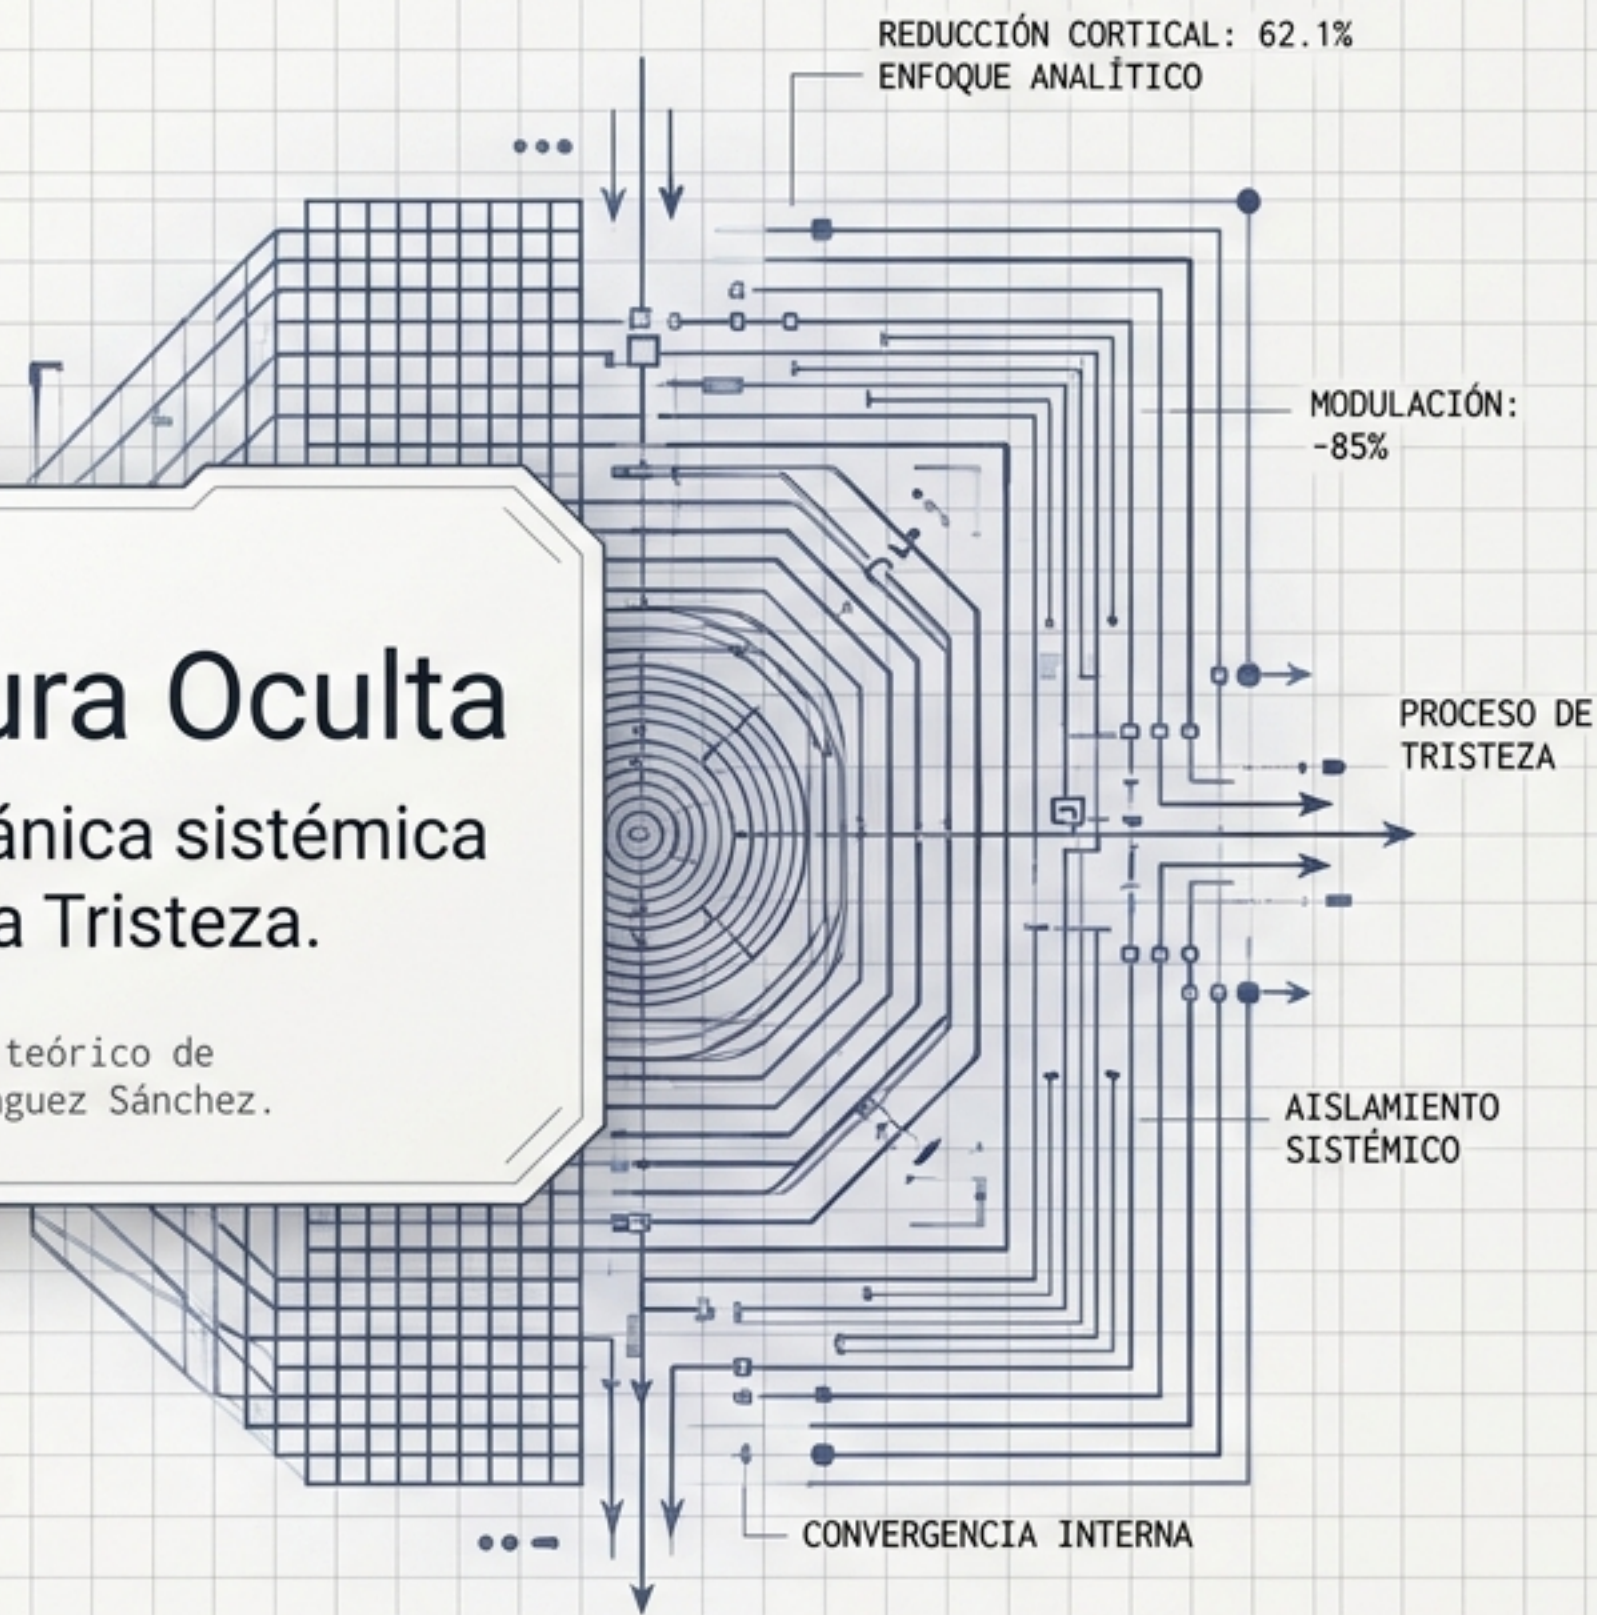 REDUCCIÓN CORTICAL: 62.1%
ENFOQUE ANALÍTICO
MODULACIÓN:
-85%
ura Oculta
PROCESO DE
TRISTEZA
ánica sistémica
a Tristeza.
teórico de
nguez Sánchez.
AISLAMIENTO
SISTÉMICO
CONVERGENCIA INTERNA